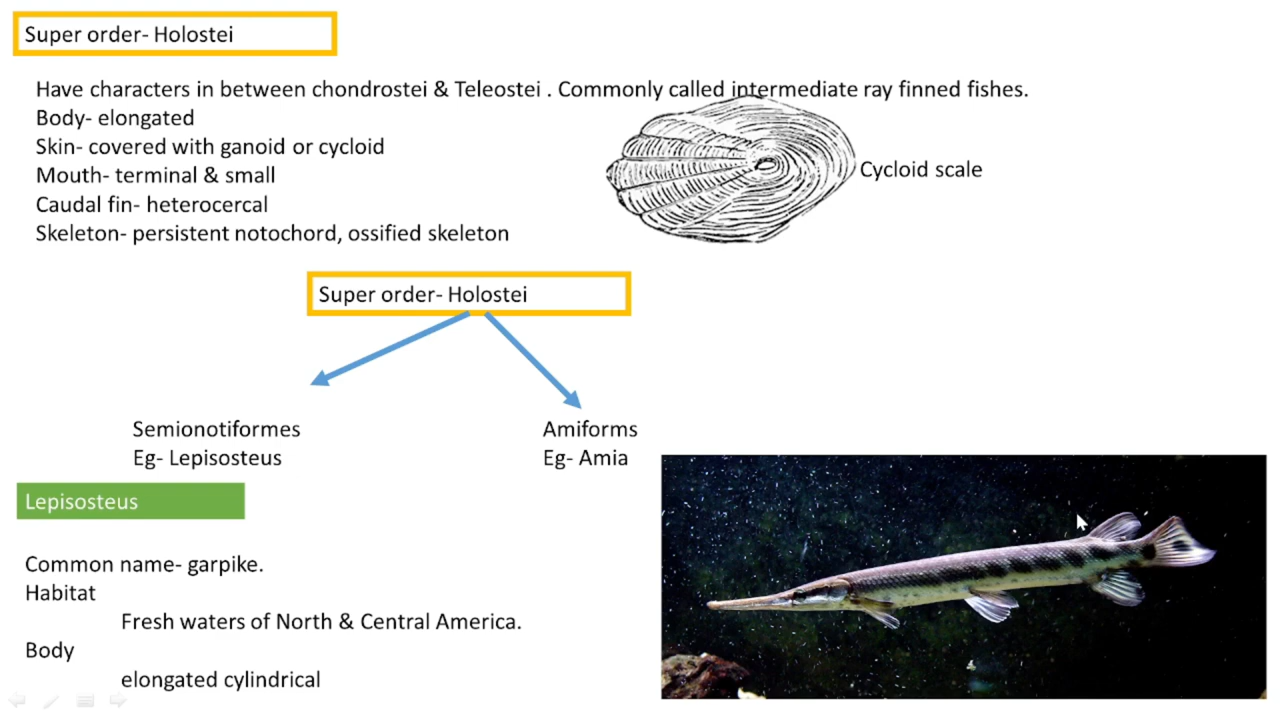 Super order- Holostei
Have characters in between chondrostei & Teleostei . Commonly called intermediate ray finned fishes.
Body- elongated
Skin- covered with ganoid or cycloid
Mouth- terminal & small
Caudal fin- heterocercal
Skeleton- persistent notochord, ossified skeleton
Cycloid scale
Super order- Holostei
Semionotiformes
Eg- Lepisosteus
Amiforms
Eg- Amia
Lepisosteus
Common name- garpike.
Habitat
Fresh waters of North & Central America.
Body
elongated cylindrical